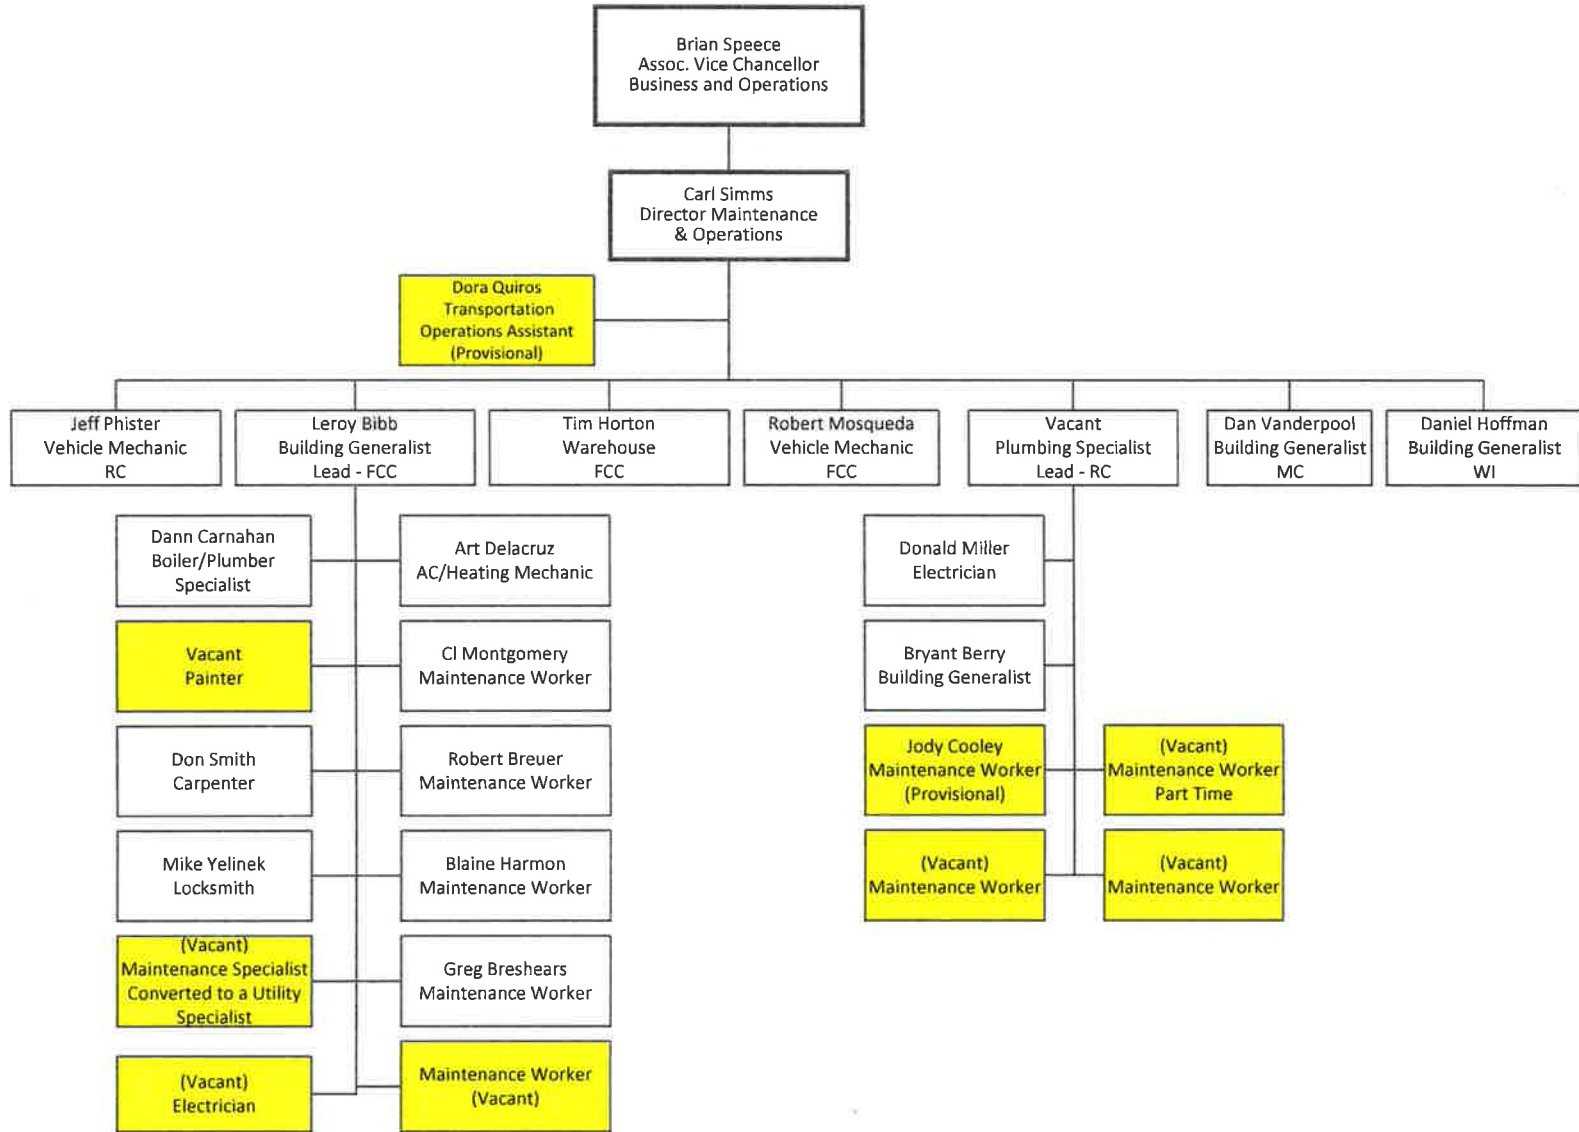 Brian Speece
Assoc. Vice Chancellor
Business and Operations
Carl Simms
Director Maintenance
& Operations
Dora Quiros
Transportation
Operations Assistant
(Provisional)
Jeff Phister
Vehicle Mechanic
RC
Leroy Bibb
Building Generalist
Lead - FCC
Tim Horton
Warehouse
FCC
Robert Mosqueda
Vehicle Mechanic
FCC
Vacant
Plumbing Specialist
Lead - RC
Dan Vanderpool
Building Generalist
MC
Daniel Hoffman
Building Generalist
WI
Dann Carnahan
Boiler/Plumber
Specialist
Art Delacruz
AC/Heating Mechanic
Vacant
Painter
Cl Montgomery
Maintenance Worker
Don Smith
Carpenter
Robert Breuer
Maintenance Worker
Mike Yelinek
Locksmith
Blaine Harmon
Maintenance Worker
(Vacant)
Maintenance Specialist
Converted to a Utility
Specialist
Greg Breshears
Maintenance Worker
(Vacant)
Electrician
Maintenance Worker
(Vacant)
Donald Miller
Electrician
Bryant Berry
Building Generalist
Jody Cooley
Maintenance Worker
(Provisional)
(Vacant)
Maintenance Worker
Part Time
(Vacant)
Maintenance Worker
(Vacant)
Maintenance Worker